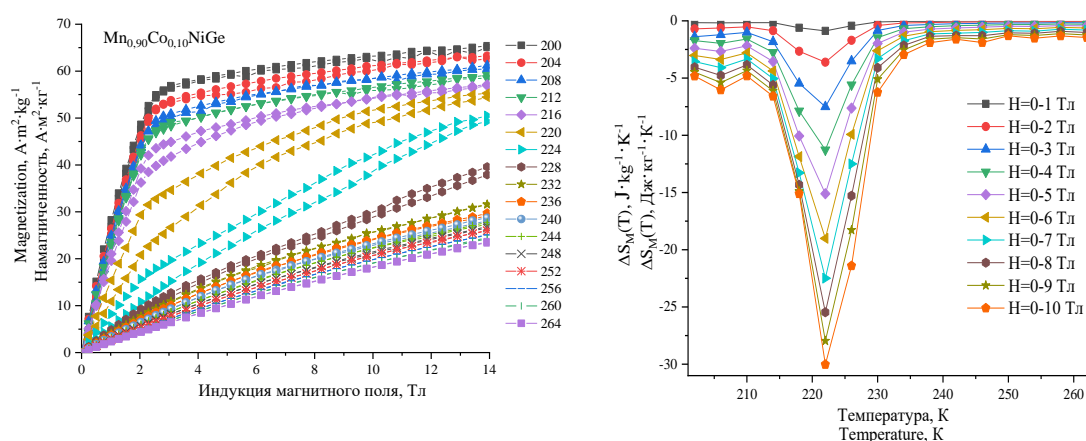 Mn0,90Co0,10NiGe
Magnetization, A·m²·kg⁻¹
Намагниченность, А·м²·кг⁻¹
70
60
50
40
30
20
10
0
0 2 4 6 8 10 12 14
Индукция магнитного поля, Тл
200
204
208
212
216
220
224
228
232
236
240
244
248
252
256
260
264
ΔSM(T), J·kg⁻¹·K⁻¹
ΔSM(T), Дж·кг⁻¹·К⁻¹
0
-5
-10
-15
-20
-25
-30
210 220 230 240 250 260
Температура, К
Temperature, K
H=0-1 Тл
H=0-2 Тл
H=0-3 Тл
H=0-4 Тл
H=0-5 Тл
H=0-6 Тл
H=0-7 Тл
H=0-8 Тл
H=0-9 Тл
H=0-10 Тл